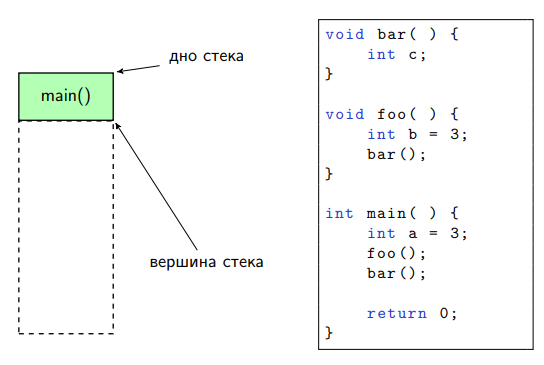 дно стека
main()
вершина стека
void bar( ) {
    int c;
}

void foo( ) {
    int b = 3;
    bar();
}

int main( ) {
    int a = 3;
    foo();
    bar();

    return 0;
}